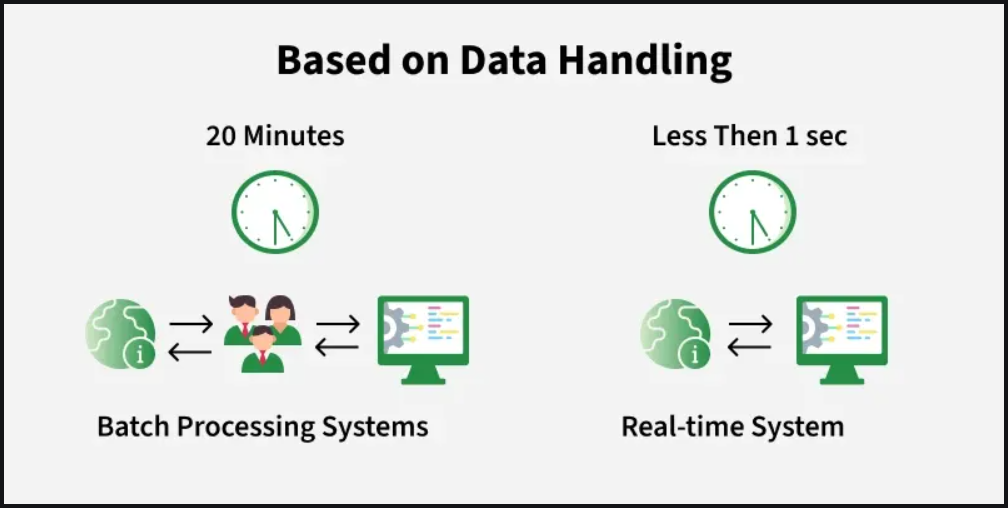 Based on Data Handling
20 Minutes
Less Then 1 sec
i
i
Batch Processing Systems
Real-time System